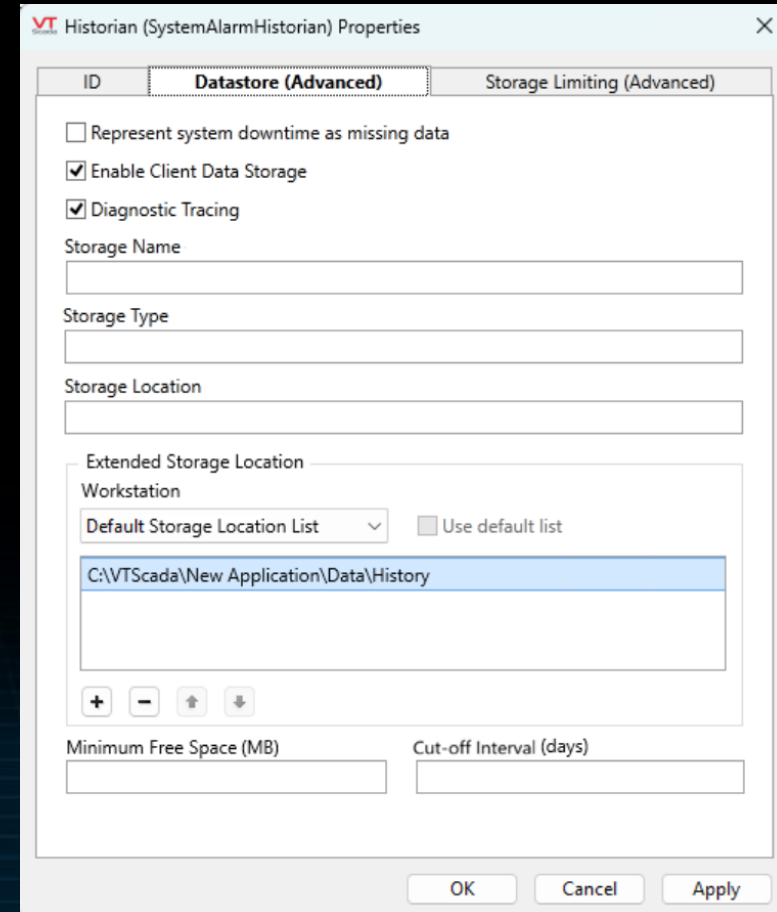 VT Scada Historian (SystemAlarmHistorian) Properties
ID Datastore (Advanced) Storage Limiting (Advanced)
Represent system downtime as missing data
Enable Client Data Storage
Diagnostic Tracing
Storage Name
Storage Type
Storage Location
Extended Storage Location
Workstation
Default Storage Location List Use default list
C:\VTScada\New Application\Data\History
Minimum Free Space (MB) Cut-off Interval (days)
OK Cancel Apply